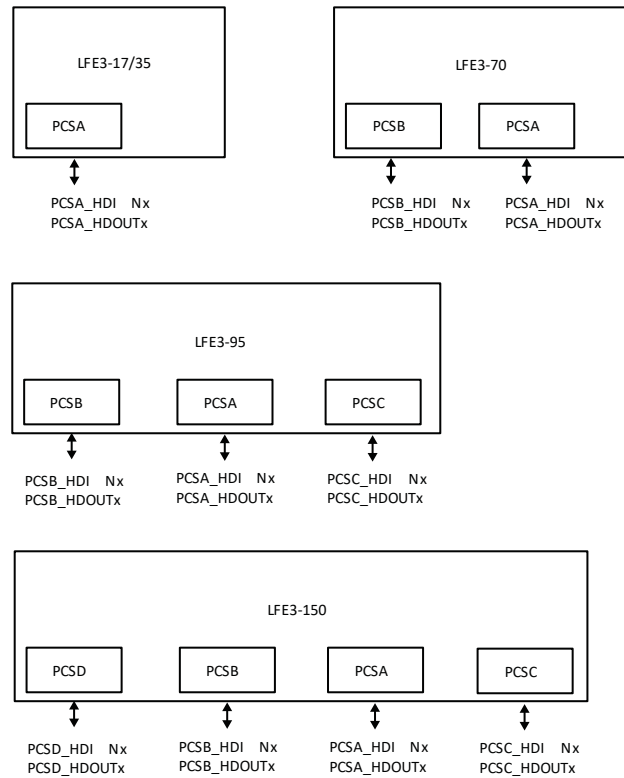 LFE3-17/35
PCSA
PCSA_HDI Nx
PCSA_HDOUTx
LFE3-70
PCSB PCSA
PCSB_HDI Nx PCSA_HDI Nx
PCSB_HDOUTx PCSA_HDOUTx
LFE3-95
PCSB PCSA PCSC
PCSB_HDI Nx PCSA_HDI Nx PCSC_HDI Nx
PCSB_HDOUTx PCSA_HDOUTx PCSC_HDOUTx
LFE3-150
PCSD PCSB PCSA PCSC
PCSD_HDI Nx PCSB_HDI Nx PCSA_HDI Nx PCSC_HDI Nx
PCSD_HDOUTx PCSB_HDOUTx PCSA_HDOUTx PCSC_HDOUTx